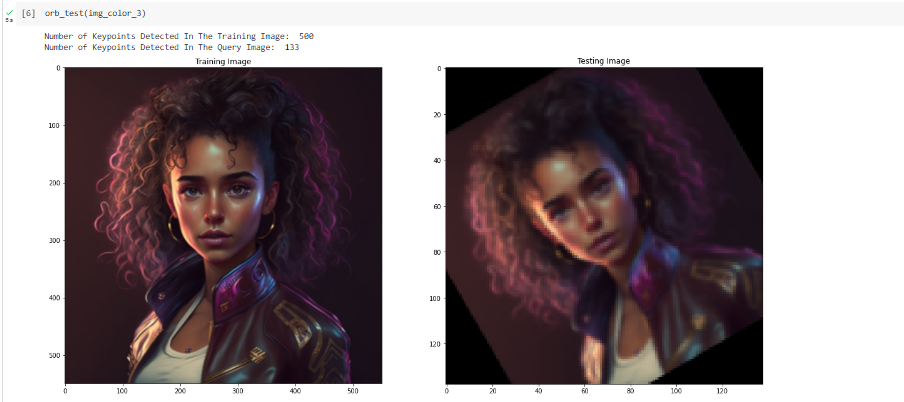 [6] orb_test(img_color_3)
5s
Number of Keypoints Detected In The Training Image: 500
Number of Keypoints Detected In The Query Image: 133
Training Image
0
100
200
300
400
500
0 100 200 300 400 500
Testing Image
0
20
40
60
80
100
120
0 20 40 60 80 100 120